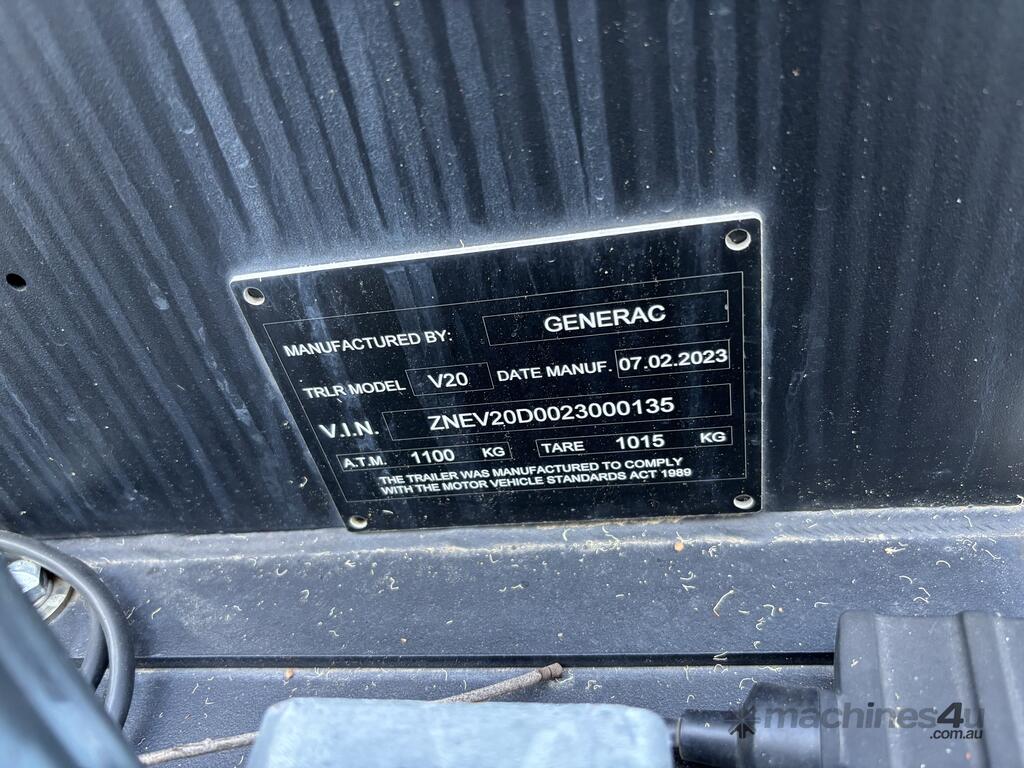 MANUFACTURED BY: GENERAC
TRLR MODEL V20 DATE MANUF. 07.02.2023
V.I.N. ZNEV20D0023000135
A.T.M. 1100 KG TARE 1015 KG
THE TRAILER WAS MANUFACTURED TO COMPLY
WITH THE MOTOR VEHICLE STANDARDS ACT 1989
machines4u
.com.au